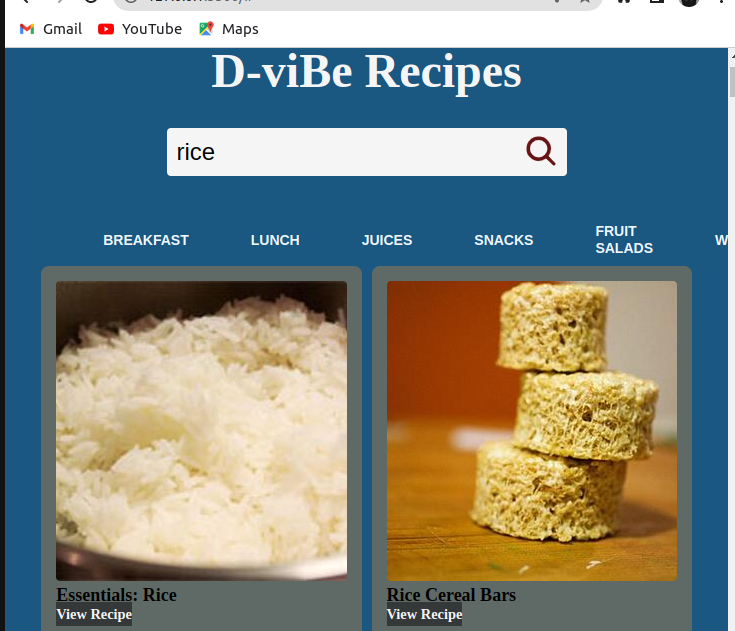 Gmail YouTube Maps
D-viBe Recipes
rice
BREAKFAST LUNCH JUICES SNACKS FRUIT SALADS W
Essentials: Rice
View Recipe
Rice Cereal Bars
View Recipe